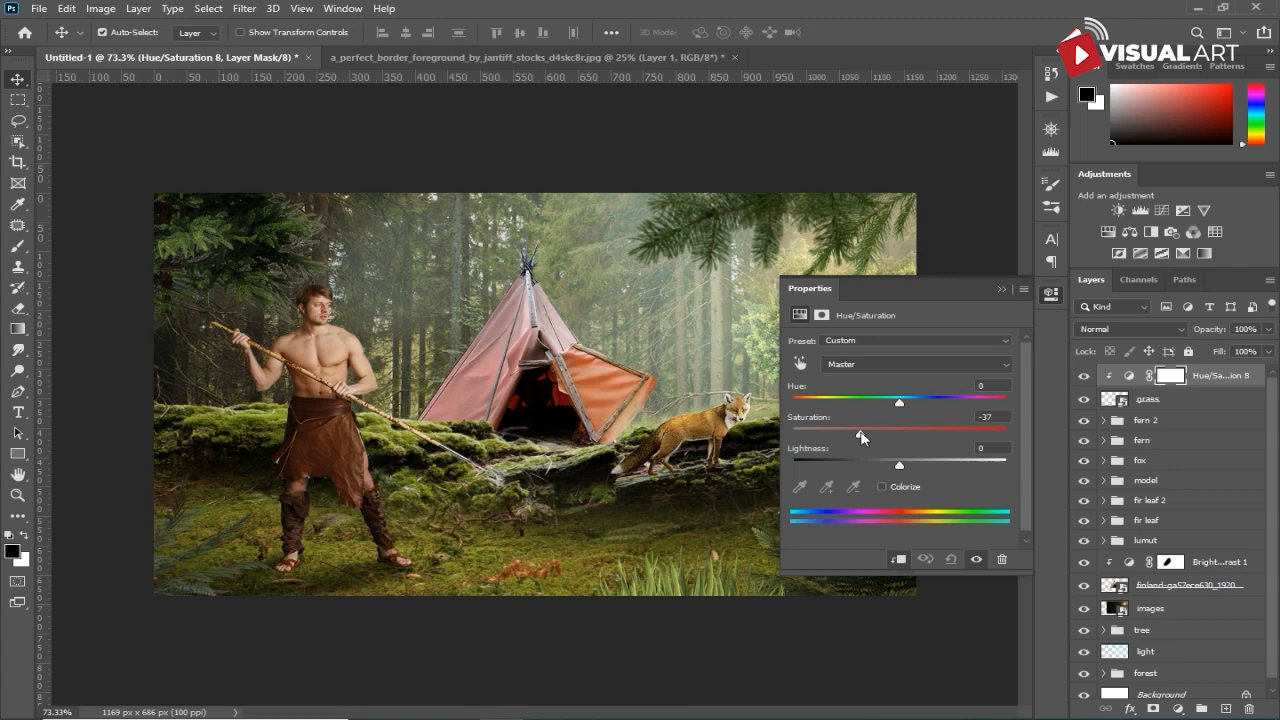 Ps File Edit Image Layer Type Select Filter 3D View Window Help
VISUAL ART
Auto-Select: Layer Show Transform Controls 3D Mode:
Untitled-1 @ 73.3% (Hue/Saturation 8, Layer Mask/8) *
a_perfect_border_foreground_by_jantiff_stocks_d4skc8r.jpg @ 25% (Layer 1, RGB/8*) *
Swatches Gradients Patterns
150 100 50 0 50 100 150 200 250 300 350 400 450 500 550 600 650 700 750 800 850 900 950 1000 1050 1100 1150 1200 1250 1300
Adjustments
Add an adjustment
Properties
Hue/Saturation
Preset: Custom
Master
Hue: 0
Saturation: -37
Lightness: 0
Colorize
Layers Channels Paths
Kind
Normal Opacity: 100%
Lock: Fill: 100%
Hue/Sa...ion 8
grass
fern 2
fern
fox
model
fir leaf 2
fir leaf
lumut
Bright...rast 1
finland-ga57ece630_1920...
images
tree
light
forest
Background
73.33% 1169 px x 686 px (100 ppi)